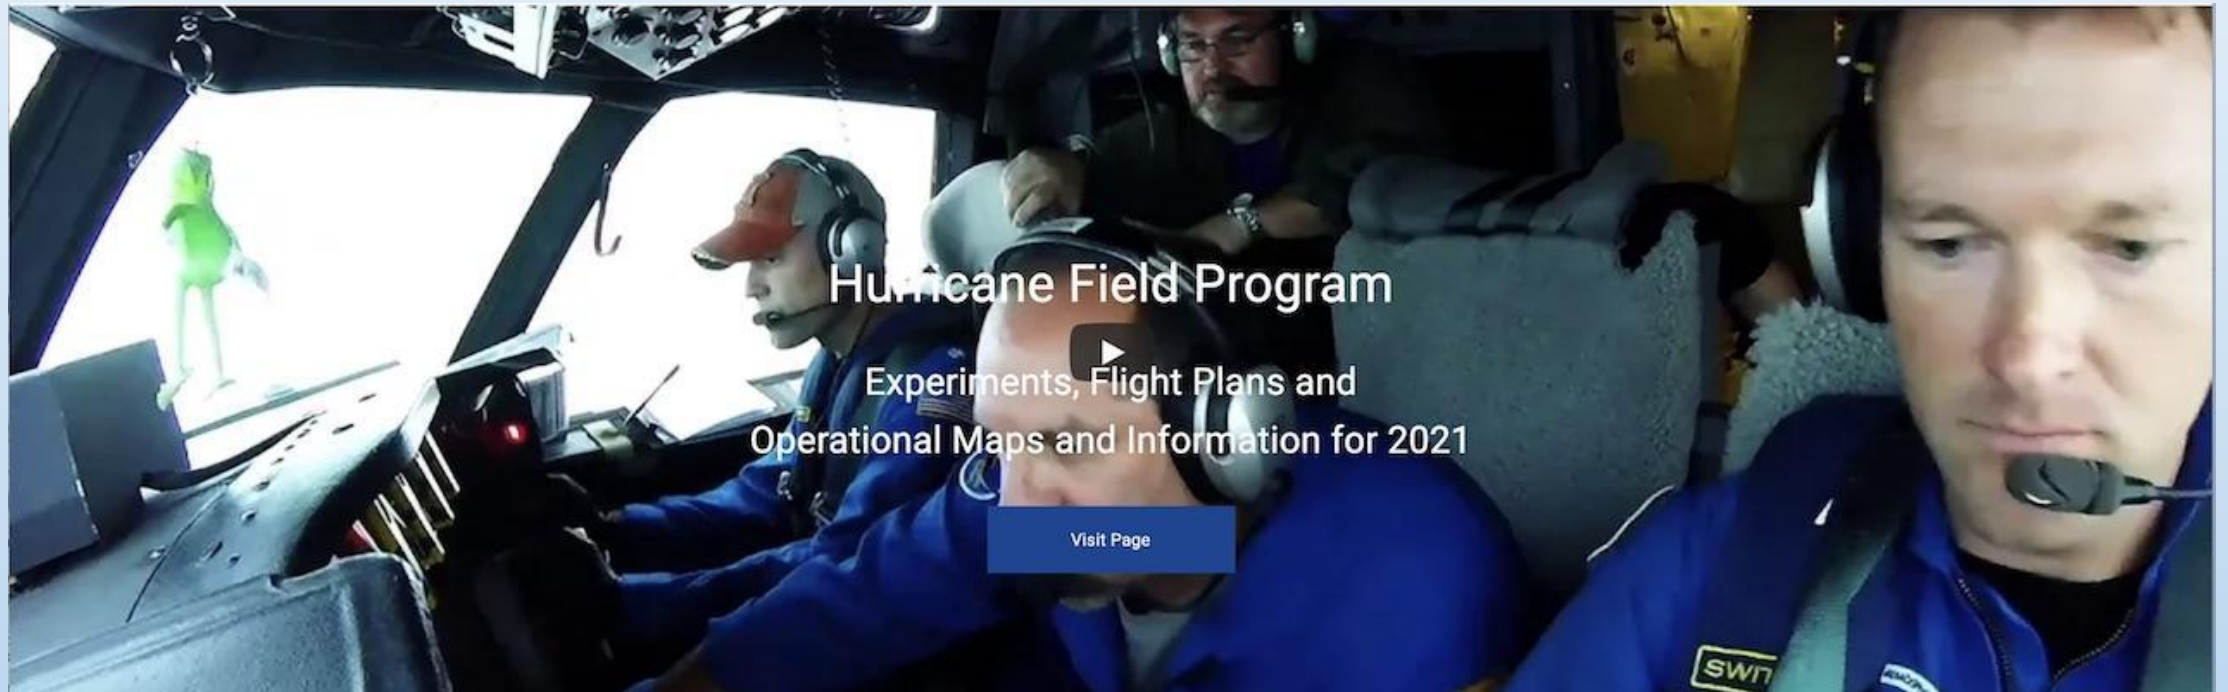 Hurricane Field Program
Experiments, Flight Plans and
Operational Maps and Information for 2021
Visit Page